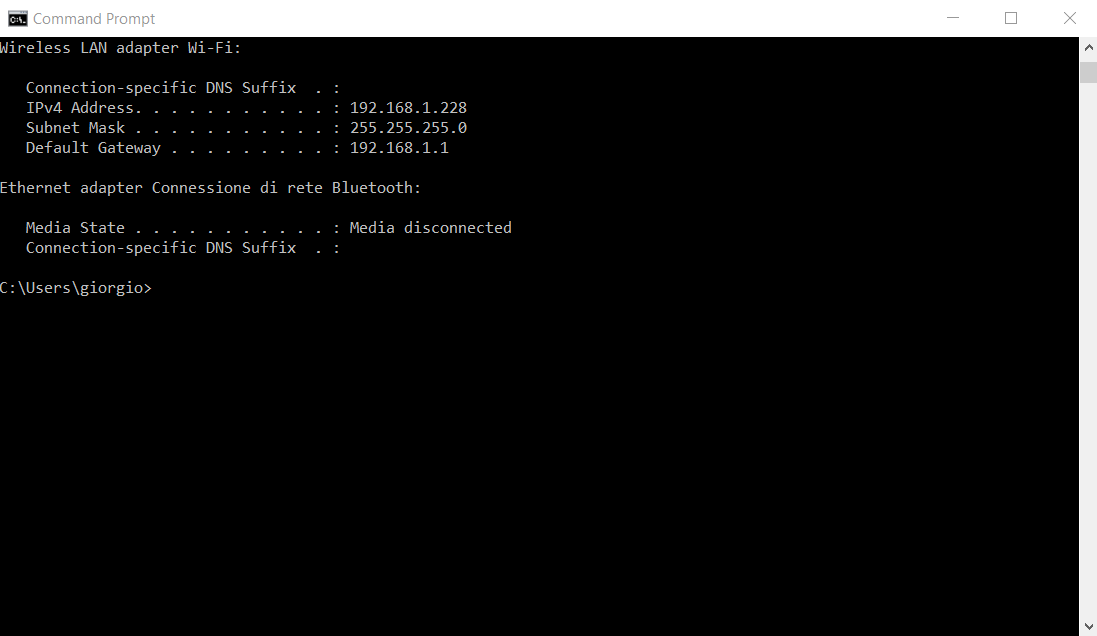 Command Prompt
Wireless LAN adapter Wi-Fi:
   Connection-specific DNS Suffix  . :
   IPv4 Address. . . . . . . . . . . : 192.168.1.228
   Subnet Mask . . . . . . . . . . . : 255.255.255.0
   Default Gateway . . . . . . . . . : 192.168.1.1
Ethernet adapter Connessione di rete Bluetooth:
   Media State . . . . . . . . . . . : Media disconnected
   Connection-specific DNS Suffix  . :
C:\Users\giorgio>